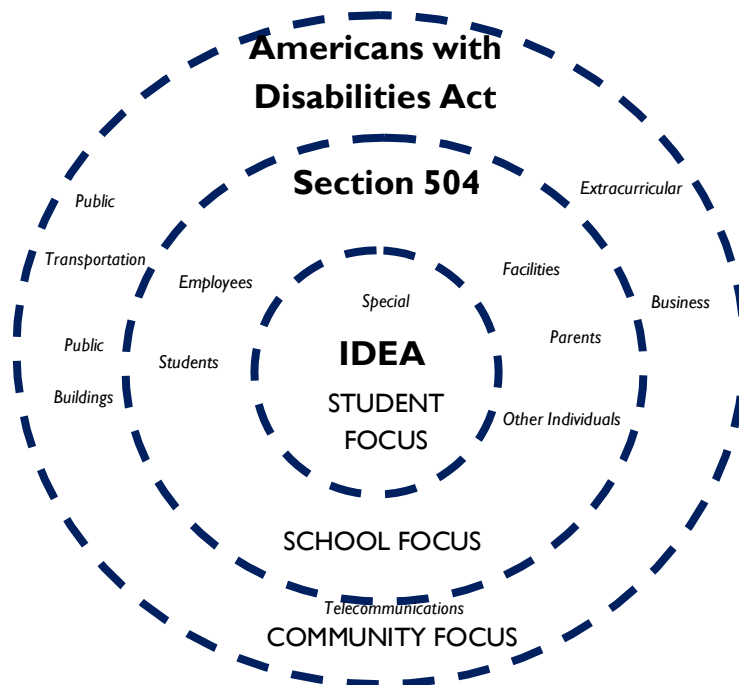 Americans with
Disabilities Act
Section 504
Public
Extracurricular
Transportation
Employees
Facilities
Special
Business
Public
Students
Parents
IDEA
Buildings
STUDENT
FOCUS
Other Individuals
SCHOOL FOCUS
Telecommunications
COMMUNITY FOCUS